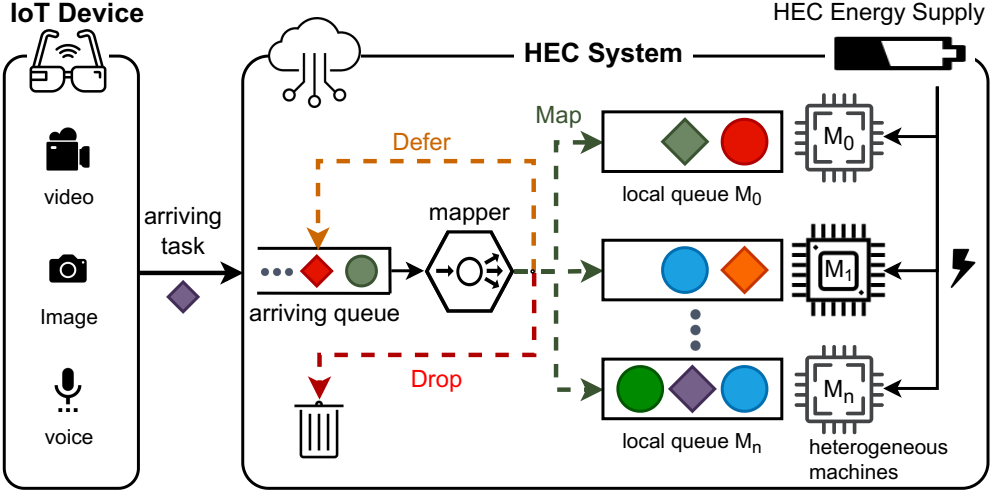 IoT Device
HEC Energy Supply
HEC System
video
Image
voice
arriving
task
Defer
Map
mapper
arriving queue
Drop
local queue M₀
M₀
local queue Mₙ
M₁
Mₙ
heterogeneous
machines